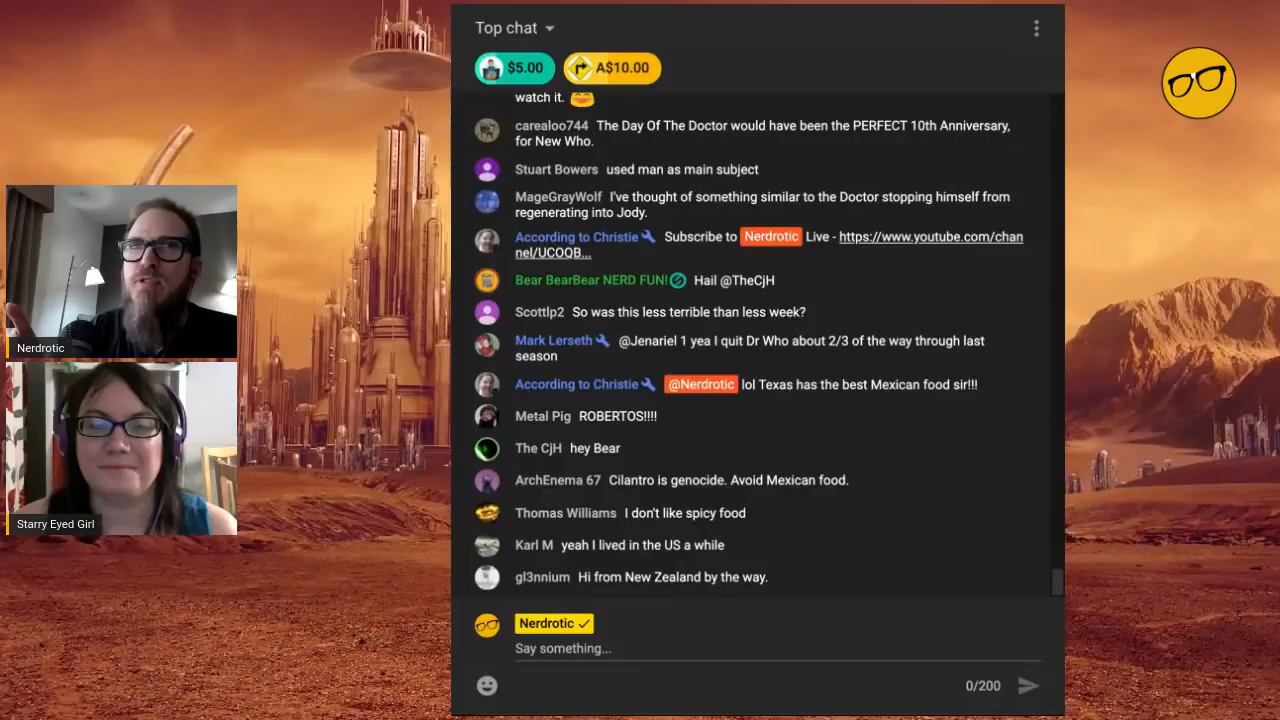 Top chat
$5.00 A$10.00
watch it.
carealoo744 The Day Of The Doctor would have been the PERFECT 10th Anniversary,
for New Who.
Stuart Bowers used man as main subject
MageGrayWolf I've thought of something similar to the Doctor stopping himself from
regenerating into Jody.
According to Christie Subscribe to Nerdrotic Live - https://www.youtube.com/chan
nel/UCOQB...
Bear BearBear NERD FUN! Hail @TheCjH
Scottlp2 So was this less terrible than less week?
Mark Lerseth @Jenariel 1 yea I quit Dr Who about 2/3 of the way through last
season
According to Christie @Nerdrotic lol Texas has the best Mexican food sir!!!
Metal Pig ROBERTOS!!!!
The CjH hey Bear
ArchEnema 67 Cilantro is genocide. Avoid Mexican food.
Thomas Williams I don't like spicy food
Karl M yeah I lived in the US a while
gl3nnium Hi from New Zealand by the way.
Nerdrotic
Say something...
0/200
Nerdrotic
Starry Eyed Girl